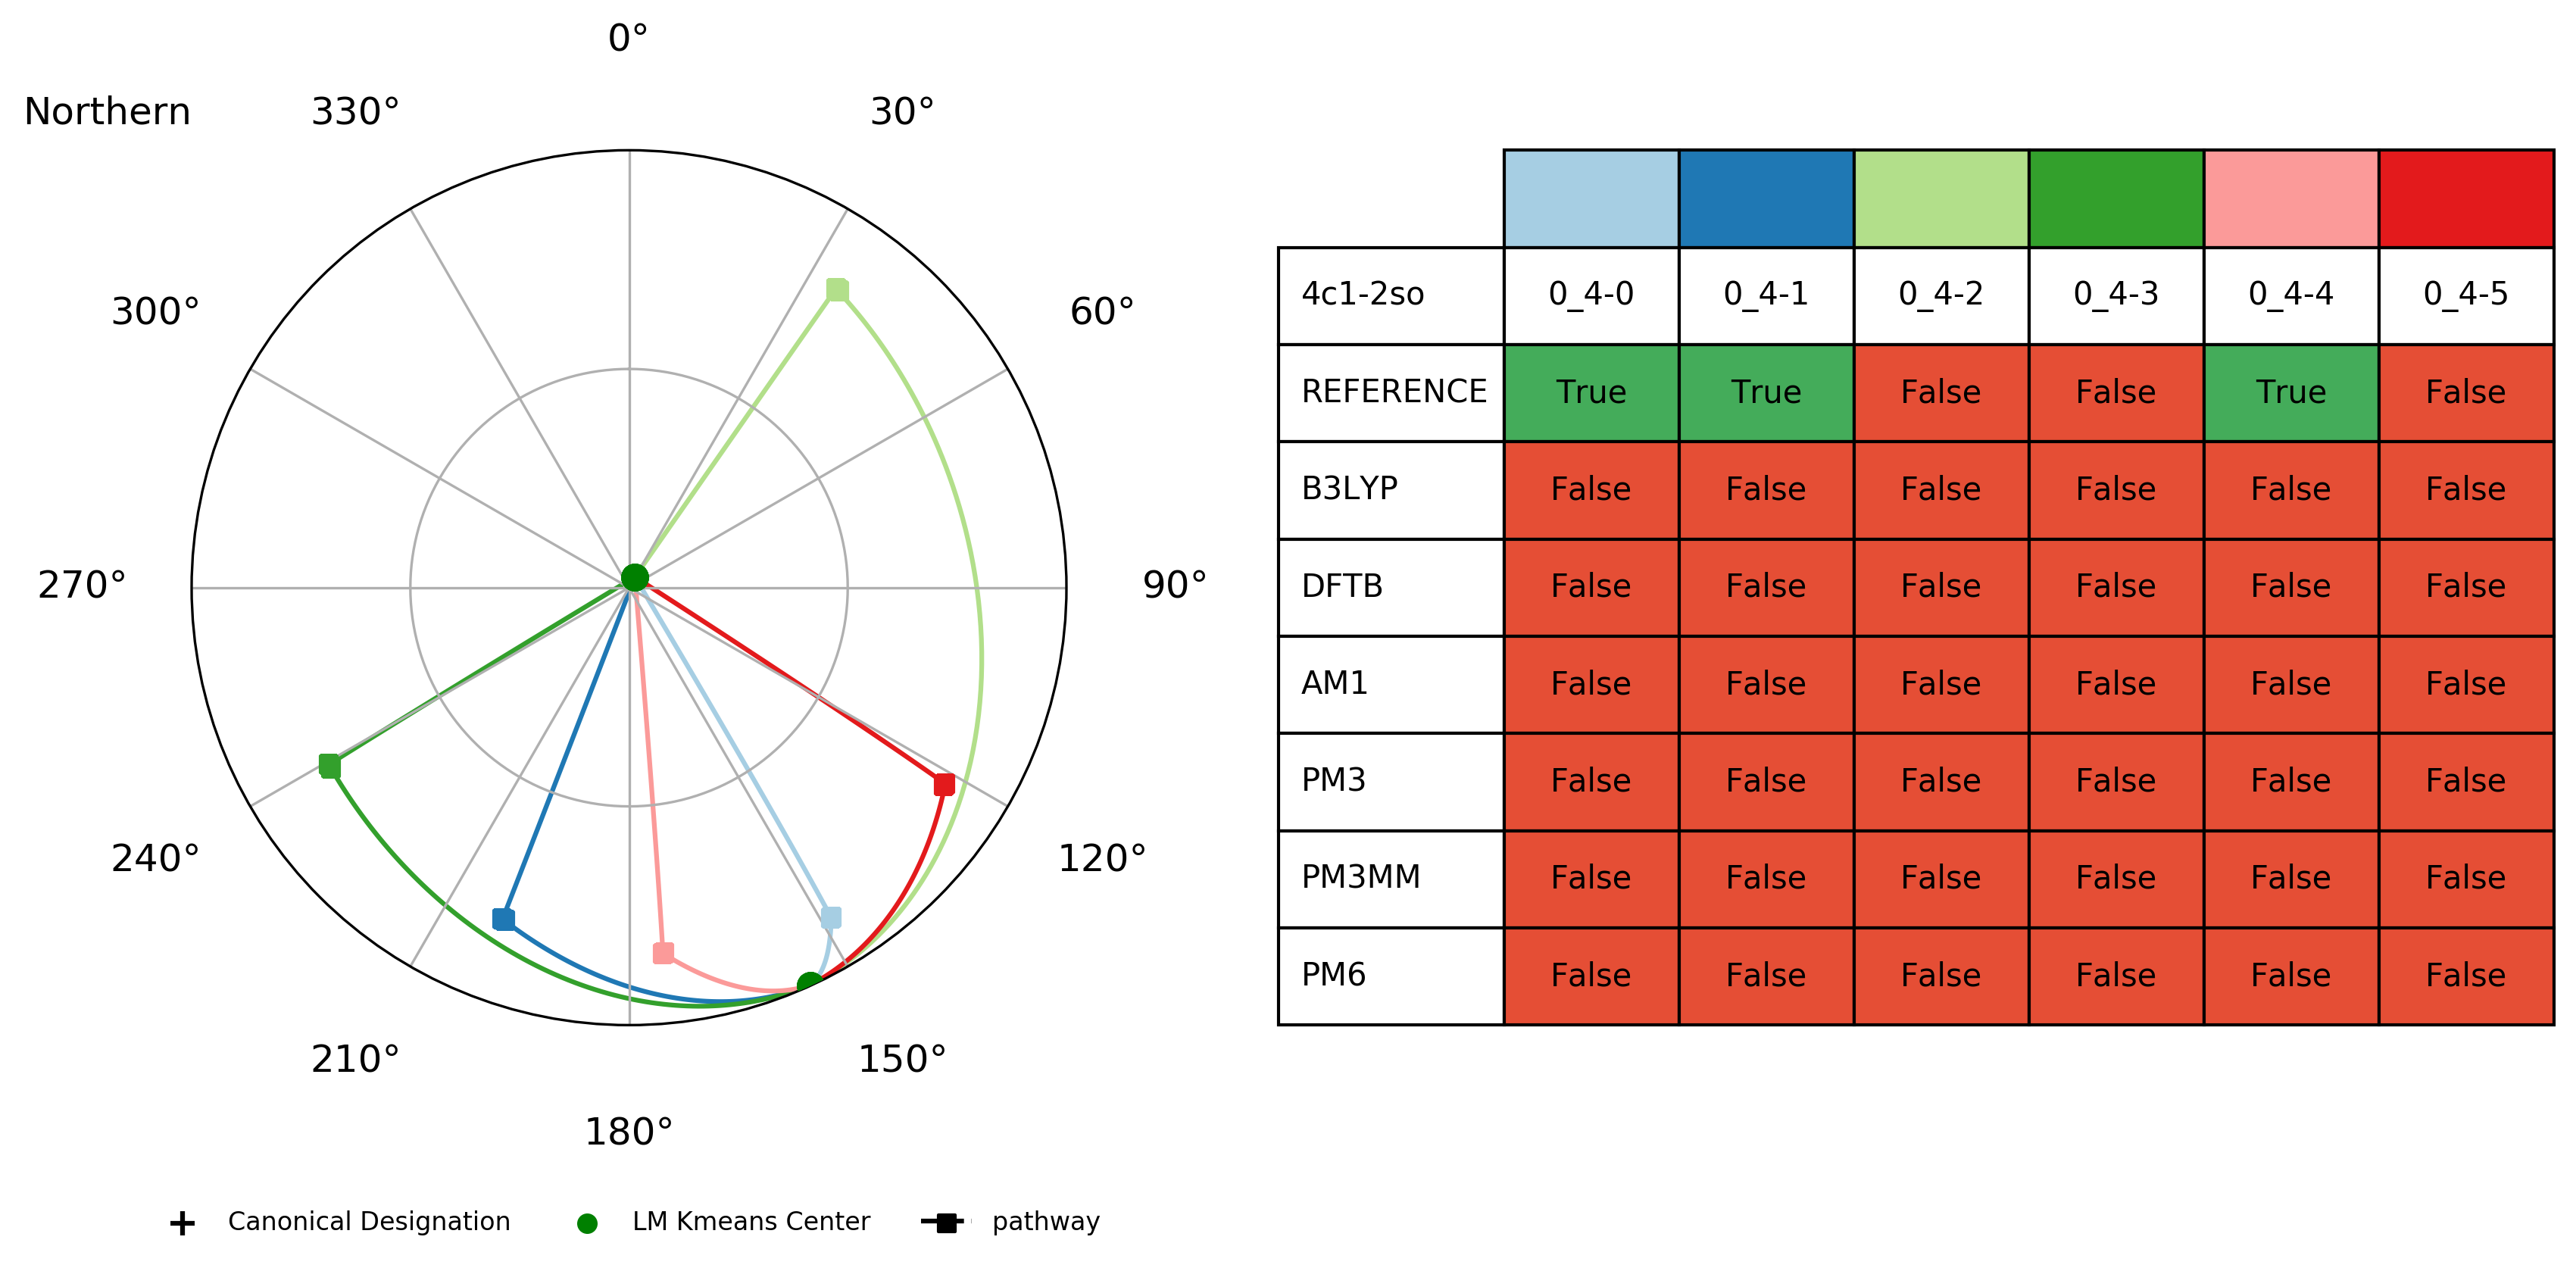 0°
Northern
330°
30°
300°
60°
270°
90°
240°
120°
210°
150°
180°
Canonical Designation
LM Kmeans Center
pathway
4c1-2so 0_4-0 0_4-1 0_4-2 0_4-3 0_4-4 0_4-5
REFERENCE True True False False True False
B3LYP False False False False False False
DFTB False False False False False False
AM1 False False False False False False
PM3 False False False False False False
PM3MM False False False False False False
PM6 False False False False False False